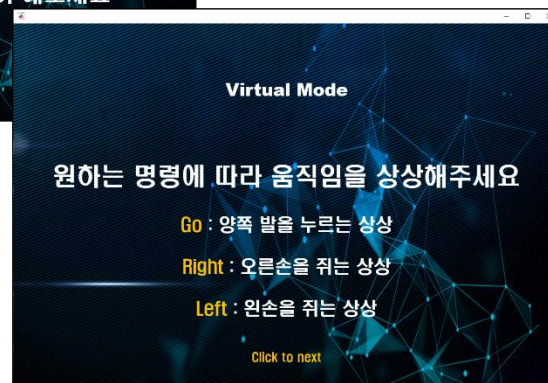 Virtual Mode
원하는 명령에 따라 움직임을 상상해주세요
Go : 양쪽 발을 누르는 상상
Right : 오른손을 쥐는 상상
Left : 왼손을 쥐는 상상
Click to next